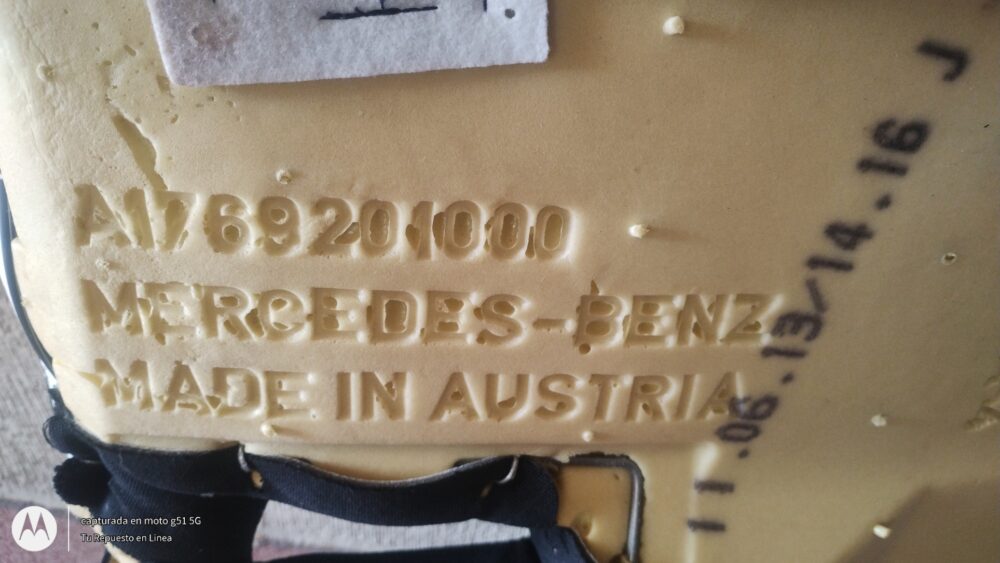 A1769201000
MERCEDES-BENZ
MADE IN AUSTRIA
11.06.13/14.16 J
capturada en moto g51 5G
Tu Repuesto en Linea